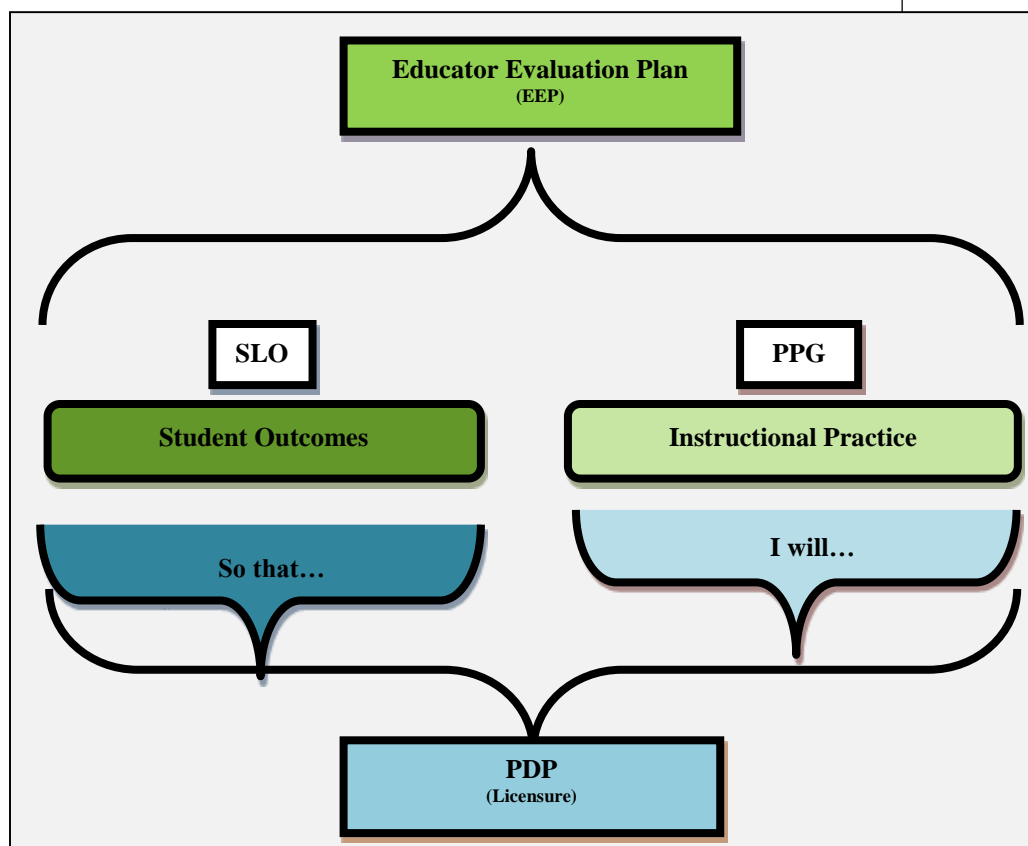 Educator Evaluation Plan
(EEP)
SLO
PPG
Student Outcomes
Instructional Practice
So that…
I will…
PDP
(Licensure)